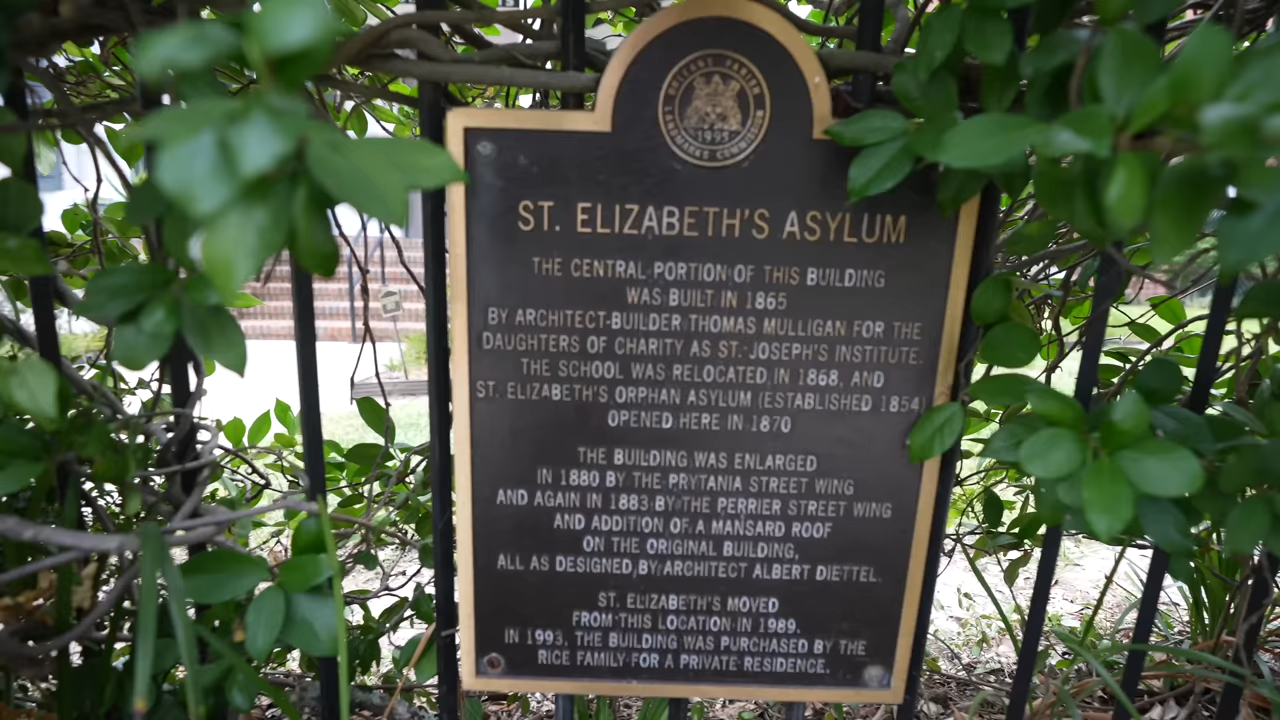 ORLEANS PARISH
1995
LANDMARKS COMMISSION
ST. ELIZABETH'S ASYLUM
THE CENTRAL PORTION OF THIS BUILDING
WAS BUILT IN 1865
BY ARCHITECT-BUILDER THOMAS MULLIGAN FOR THE
DAUGHTERS OF CHARITY AS ST. JOSEPH'S INSTITUTE.
THE SCHOOL WAS RELOCATED IN 1868, AND
ST. ELIZABETH'S ORPHAN ASYLUM (ESTABLISHED 1854)
OPENED HERE IN 1870
THE BUILDING WAS ENLARGED
IN 1880 BY THE PRYTANIA STREET WING
AND AGAIN IN 1883 BY THE PERRIER STREET WING
AND ADDITION OF A MANSARD ROOF
ON THE ORIGINAL BUILDING,
ALL AS DESIGNED BY ARCHITECT ALBERT DIETTEL.
ST. ELIZABETH'S MOVED
FROM THIS LOCATION IN 1989.
IN 1993, THE BUILDING WAS PURCHASED BY THE
RICE FAMILY FOR A PRIVATE RESIDENCE.